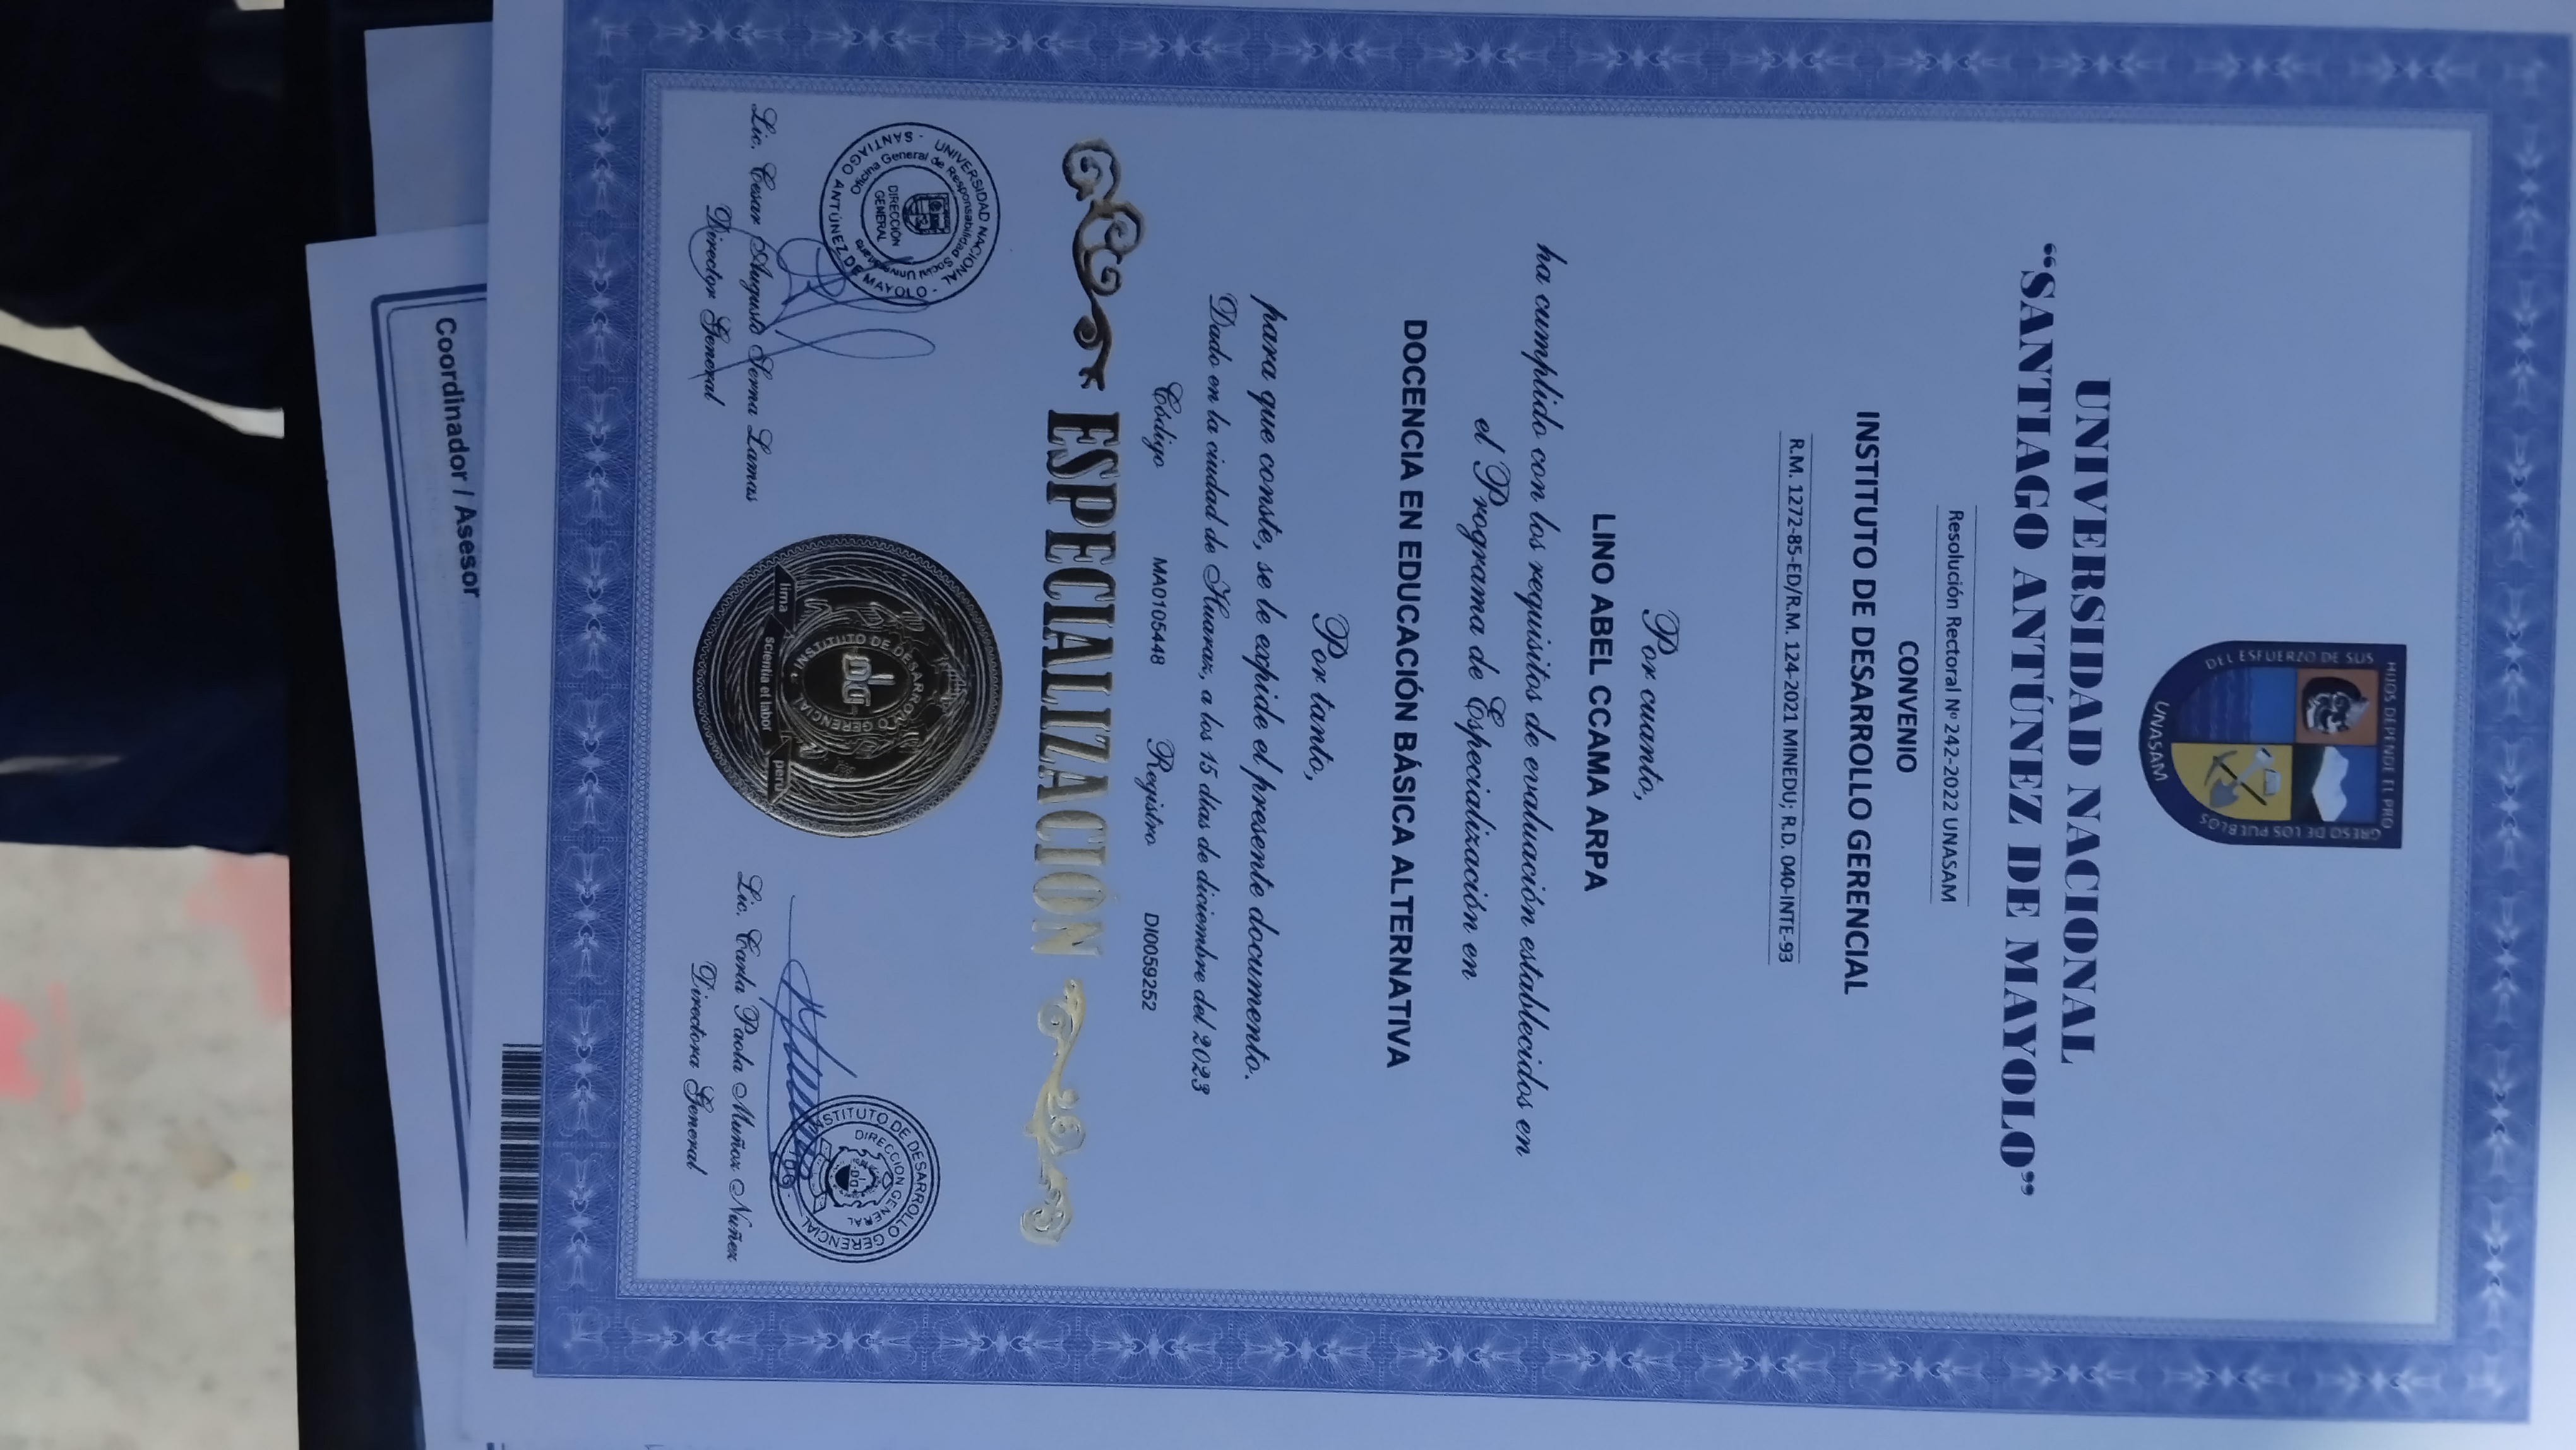 HIJOS DEPENDE EL PRO
DEL ESFUERZO DE SUS
GRESO DE LOS PUEBLOS
UNASAM
UNIVERSIDAD NACIONAL
“SANTIAGO ANTÚNEZ DE MAYOLO”
Resolución Rectoral Nº 242-2022 UNASAM
CONVENIO
INSTITUTO DE DESARROLLO GERENCIAL
R.M. 1272-85-ED/R.M. 124-2021 MINEDU; R.D. 040-INTE-93
Por cuanto,
LINO ABEL CCAMA ARPA
ha cumplido con los requisitos de evaluación establecidos en
el Programa de Especialización en
DOCENCIA EN EDUCACIÓN BÁSICA ALTERNATIVA
Por tanto,
para que conste, se le expide el presente documento.
Dado en la ciudad de Huaraz, a los 15 días de diciembre del 2023
Código MA0105448 Registro DI0059252
ESPECIALIZACIÓN
UNIVERSIDAD NACIONAL - SANTIAGO ANTÚNEZ DE MAYOLO -
Oficina General de Responsabilidad Social Universitaria
DIRECCIÓN
GENERAL
INSTITUTO DE DESARROLLO GERENCIAL
IDG
lima scientia et labor perú
INSTITUTO DE DESARROLLO GERENCIAL
DIRECCION GENERAL
IDG
Lic. Cesar Augusto Serna Lamas
Director General
Lic. Carla Paola Muñoz Nuñez
Directora General
Coordinador / Asesor